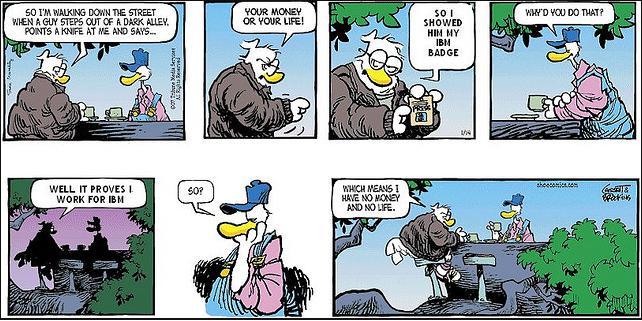 SO I'M WALKING DOWN THE STREET
WHEN A GUY STEPS OUT OF A DARK ALLEY,
POINTS A KNIFE AT ME AND SAYS...
YOUR MONEY
OR YOUR LIFE!
SO I
SHOWED
HIM MY
IBM
BADGE
WHY'D YOU DO THAT?
WELL IT PROVES I
WORK FOR IBM
SO?
WHICH MEANS I
HAVE NO MONEY
AND NO LIFE.
shoecomics.com